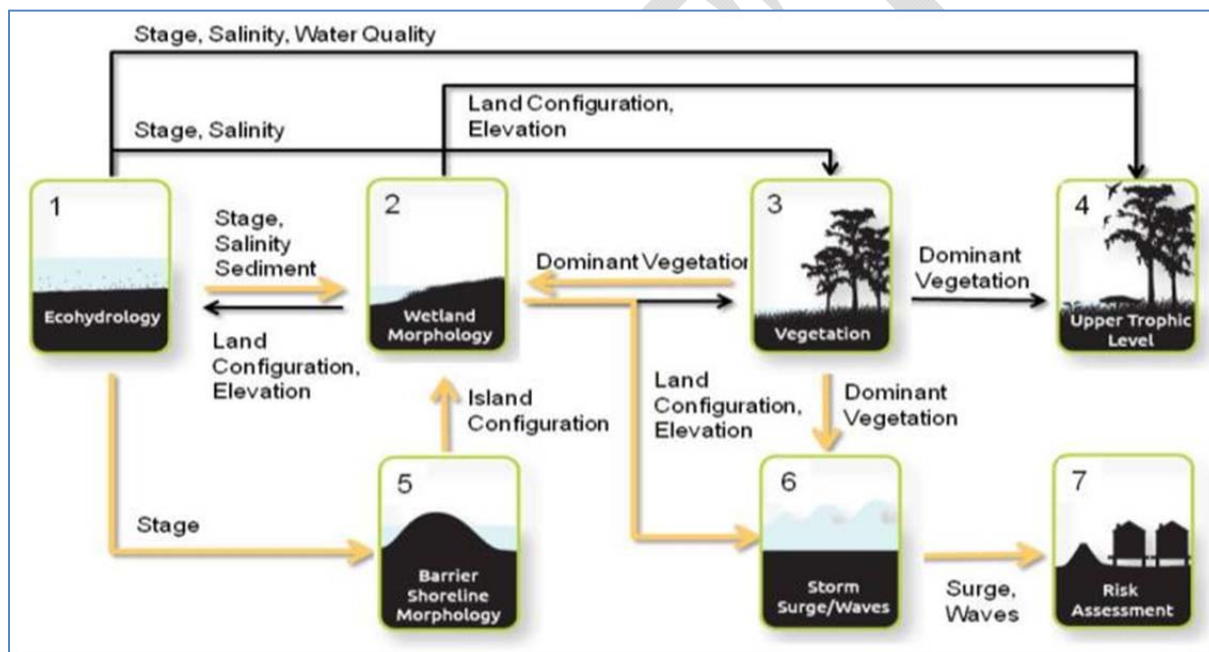 Stage, Salinity, Water Quality
Land Configuration,
Elevation
Stage, Salinity
1
Ecohydrology
Stage,
Salinity
Sediment
Land
Configuration,
Elevation
2
Wetland
Morphology
Dominant Vegetation
3
Vegetation
Dominant
Vegetation
4
Upper Trophic
Level
Island
Configuration
Land
Configuration,
Elevation
Dominant
Vegetation
Stage
5
Barrier
Shoreline
Morphology
6
Storm
Surge/Waves
Surge,
Waves
7
Risk
Assessment